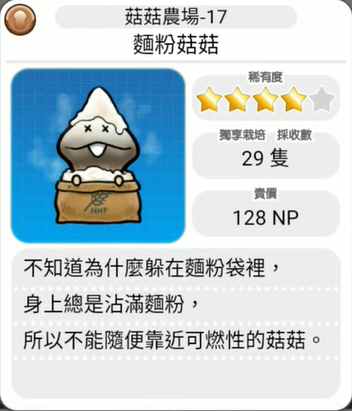 菇菇農場-17
麵粉菇菇
稀有度
獨享栽培　採收數
29 隻
賣價
128 NP
不知道為什麼躲在麵粉袋裡，
身上總是沾滿麵粉，
所以不能隨便靠近可燃性的菇菇。